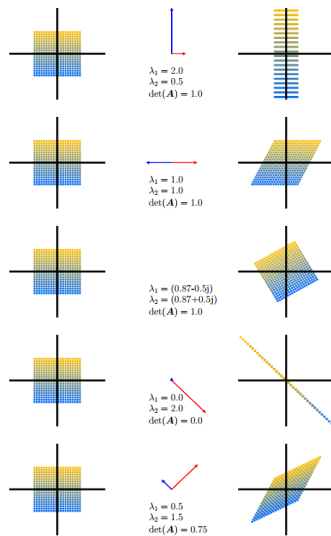 λ₁ = 2.0
λ₂ = 0.5
det(A) = 1.0
λ₁ = 1.0
λ₂ = 1.0
det(A) = 1.0
λ₁ = (0.87-0.5j)
λ₂ = (0.87+0.5j)
det(A) = 1.0
λ₁ = 0.0
λ₂ = 2.0
det(A) = 0.0
λ₁ = 0.5
λ₂ = 1.5
det(A) = 0.75